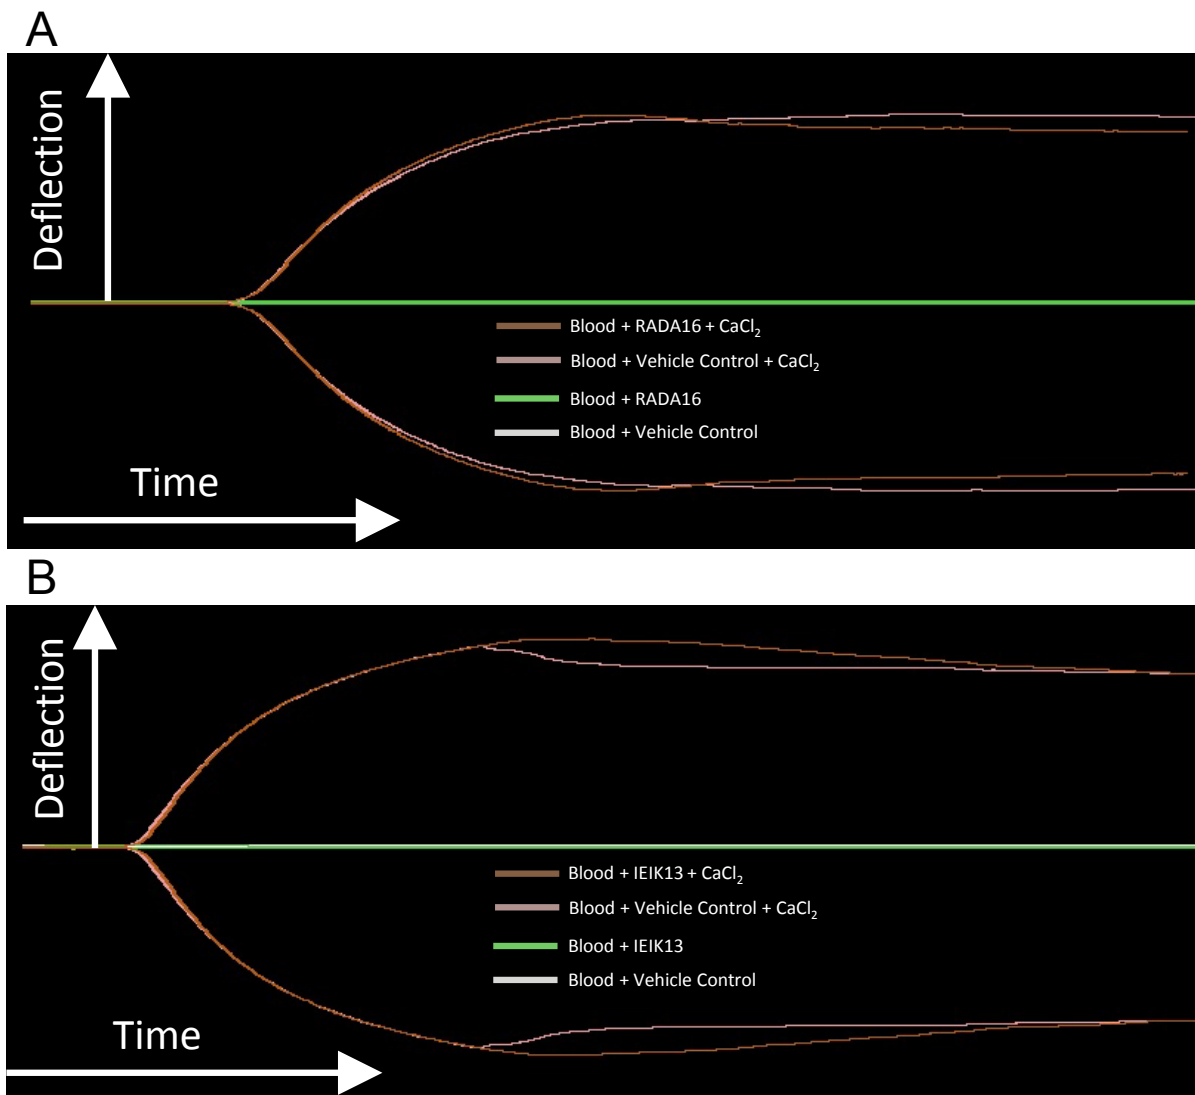 A
Deflection
Blood + RADA16 + CaCl₂
Blood + Vehicle Control + CaCl₂
Blood + RADA16
Blood + Vehicle Control
Time
B
Deflection
Blood + IEIK13 + CaCl₂
Blood + Vehicle Control + CaCl₂
Blood + IEIK13
Blood + Vehicle Control
Time